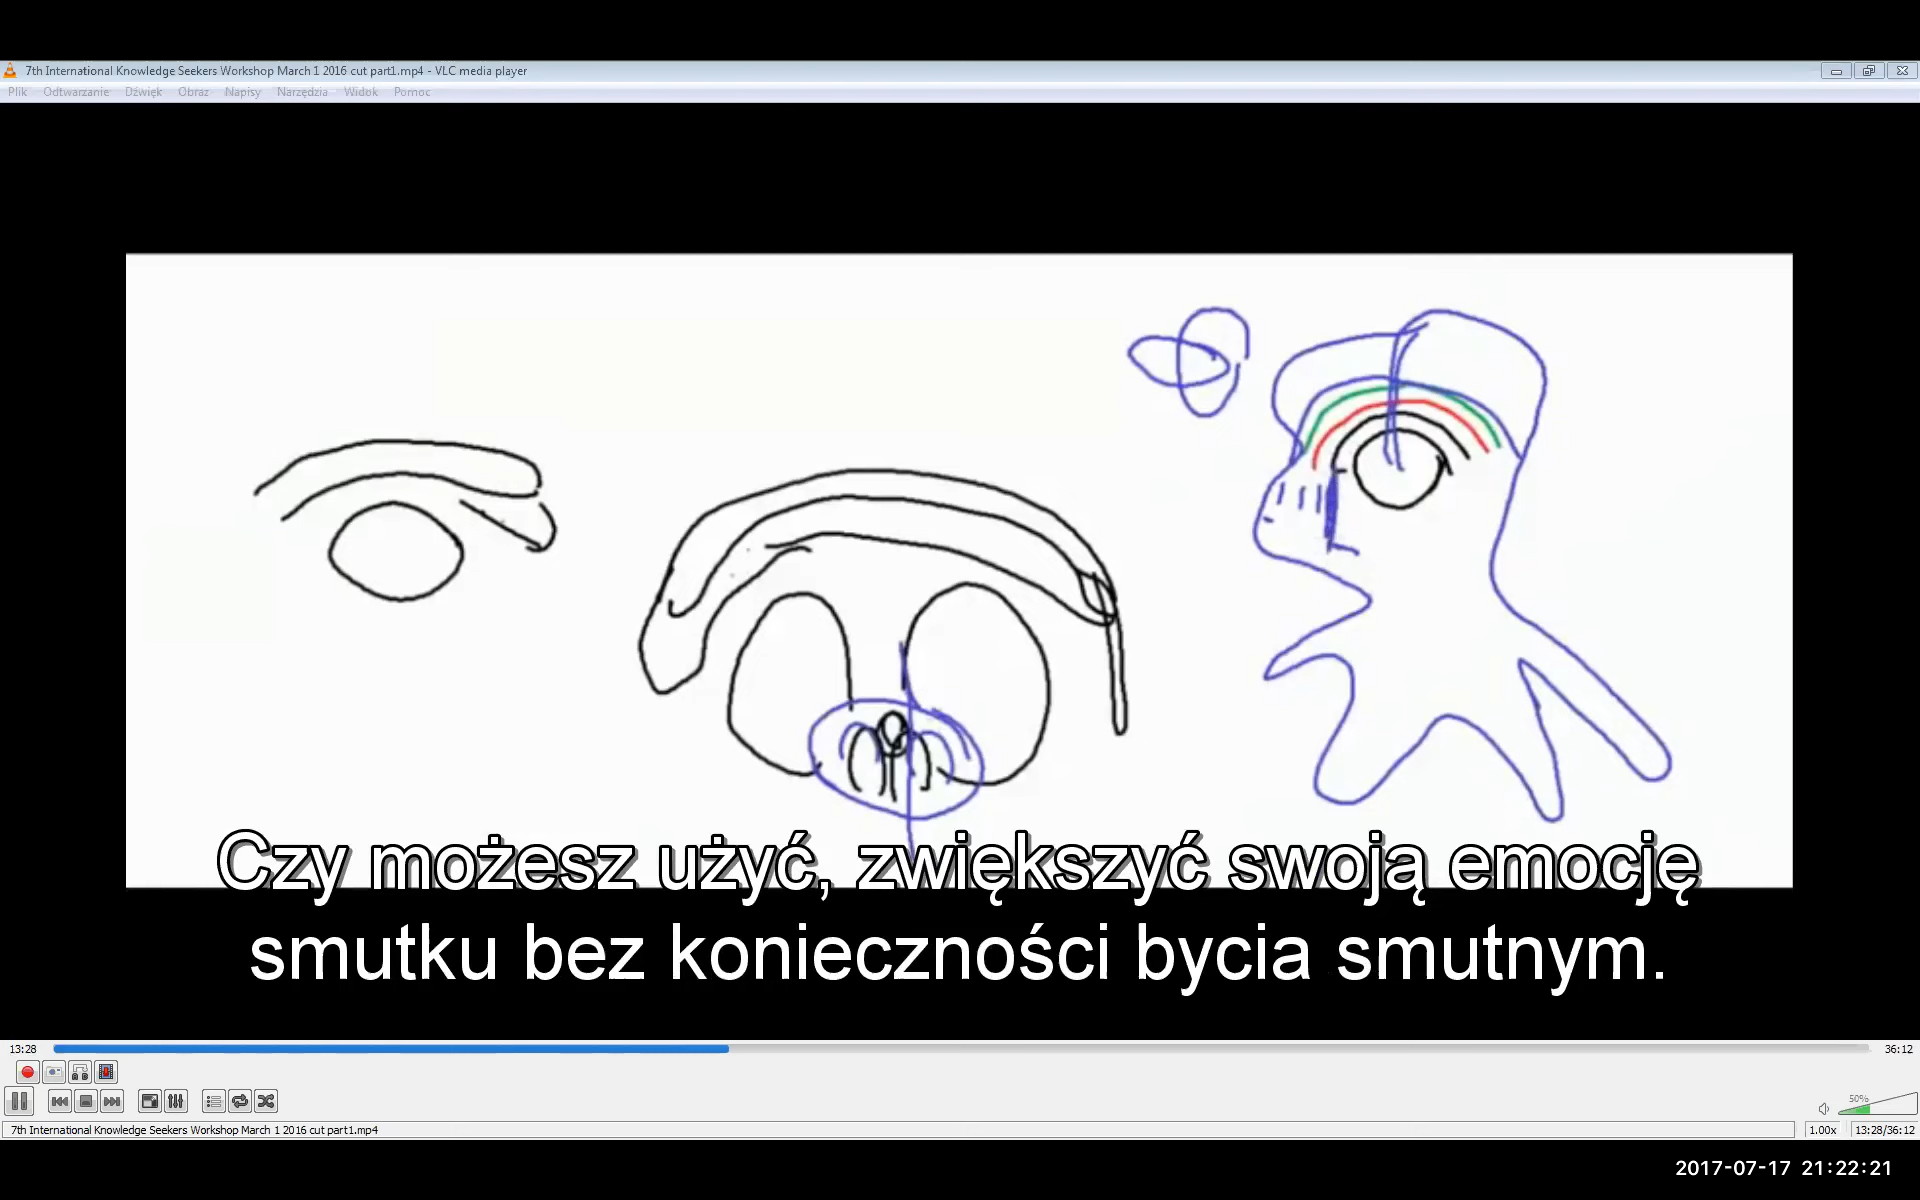 7th International Knowledge Seekers Workshop March 1 2016 cut part1.mp4 - VLC media player
Plik Odtwarzanie Dźwięk Obraz Napisy Narzędzia Widok Pomoc
Czy możesz użyć, zwiększyć swoją emocję
smutku bez konieczności bycia smutnym.
13:28 36:12
50%
7th International Knowledge Seekers Workshop March 1 2016 cut part1.mp4 1.00x 13:28/36:12
2017-07-17 21:22:21